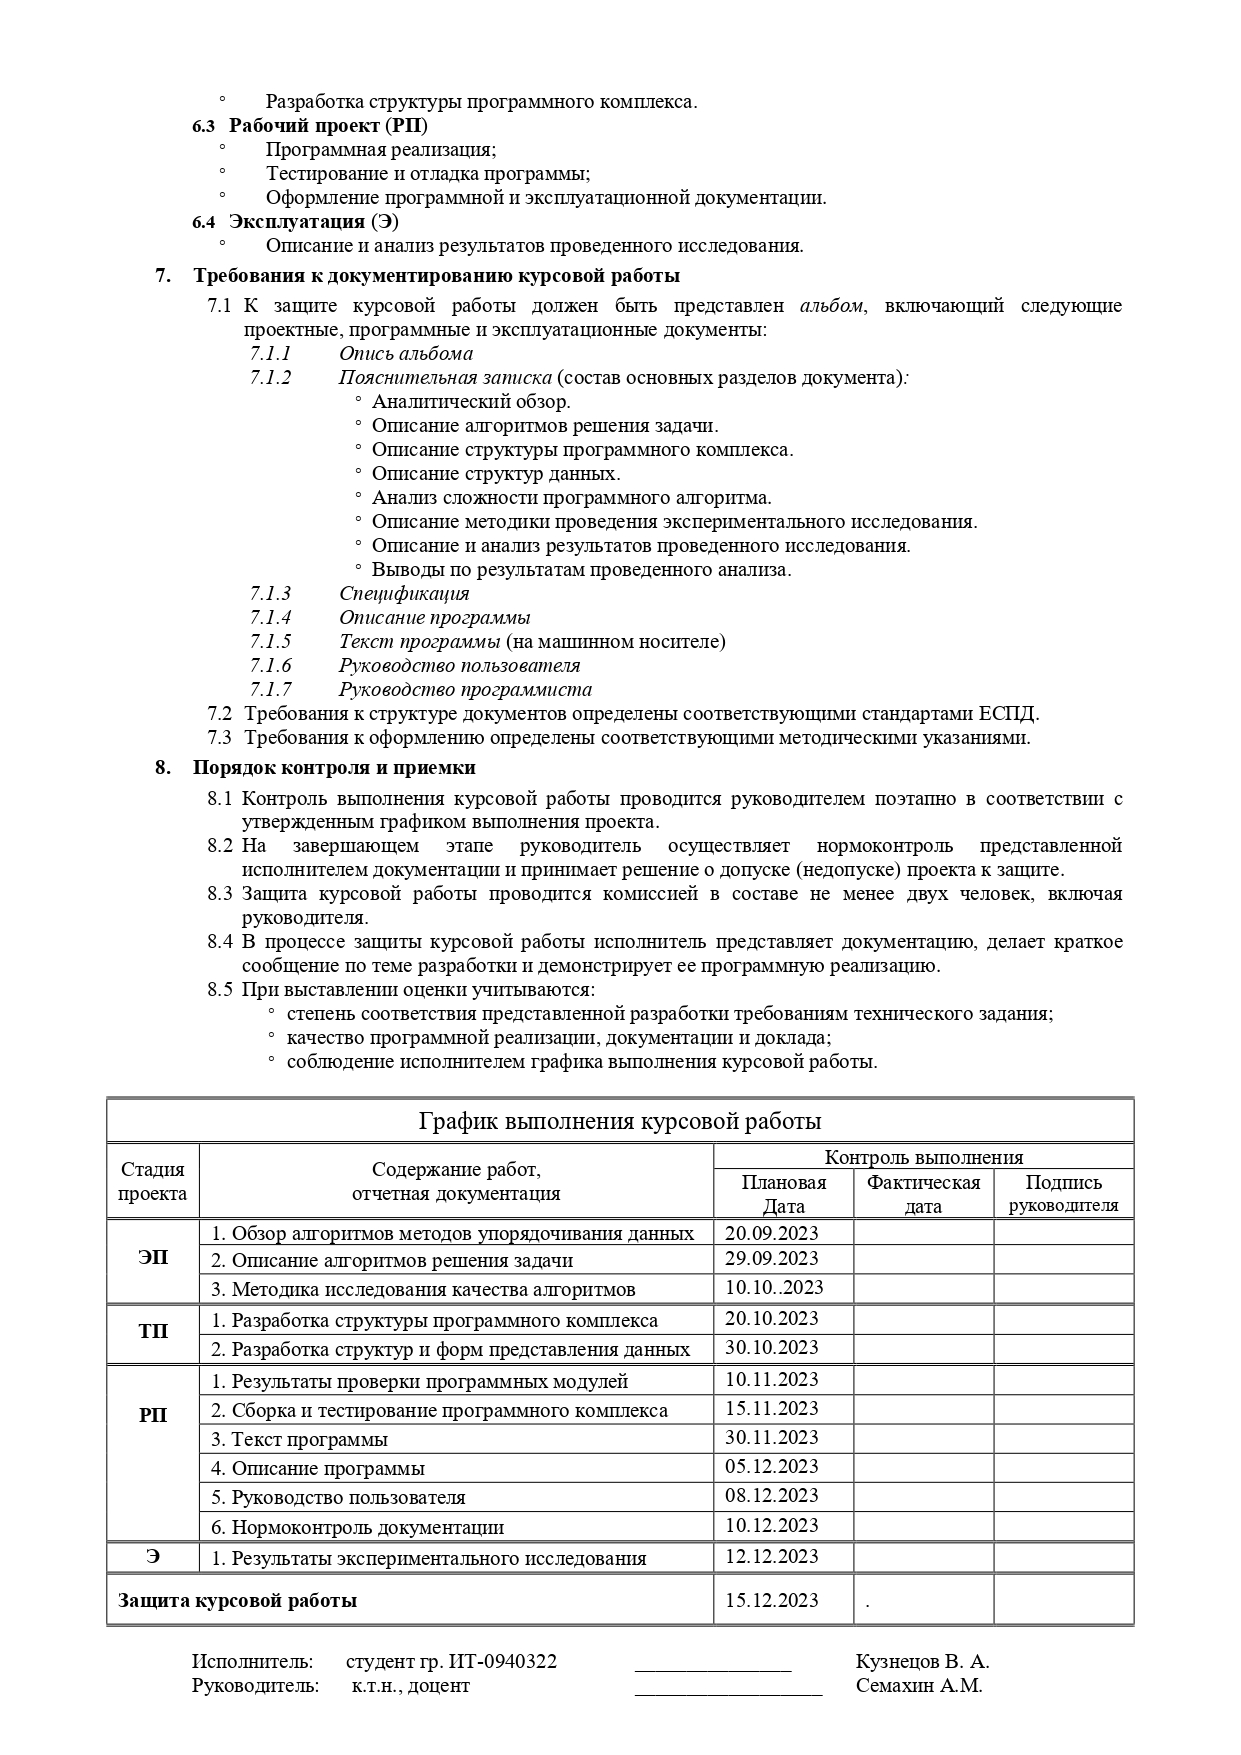 ° Разработка структуры программного комплекса.
6.3 Рабочий проект (РП)
° Программная реализация;
° Тестирование и отладка программы;
° Оформление программной и эксплуатационной документации.
6.4 Эксплуатация (Э)
° Описание и анализ результатов проведенного исследования.
7. Требования к документированию курсовой работы
7.1 К защите курсовой работы должен быть представлен альбом, включающий следующие
проектные, программные и эксплуатационные документы:
7.1.1 Опись альбома
7.1.2 Пояснительная записка (состав основных разделов документа):
° Аналитический обзор.
° Описание алгоритмов решения задачи.
° Описание структуры программного комплекса.
° Описание структур данных.
° Анализ сложности программного алгоритма.
° Описание методики проведения экспериментального исследования.
° Описание и анализ результатов проведенного исследования.
° Выводы по результатам проведенного анализа.
7.1.3 Спецификация
7.1.4 Описание программы
7.1.5 Текст программы (на машинном носителе)
7.1.6 Руководство пользователя
7.1.7 Руководство программиста
7.2 Требования к структуре документов определены соответствующими стандартами ЕСПД.
7.3 Требования к оформлению определены соответствующими методическими указаниями.
8. Порядок контроля и приемки
8.1 Контроль выполнения курсовой работы проводится руководителем поэтапно в соответствии с
утвержденным графиком выполнения проекта.
8.2 На завершающем этапе руководитель осуществляет нормоконтроль представленной
исполнителем документации и принимает решение о допуске (недопуске) проекта к защите.
8.3 Защита курсовой работы проводится комиссией в составе не менее двух человек, включая
руководителя.
8.4 В процессе защиты курсовой работы исполнитель представляет документацию, делает краткое
сообщение по теме разработки и демонстрирует ее программную реализацию.
8.5 При выставлении оценки учитываются:
° степень соответствия представленной разработки требованиям технического задания;
° качество программной реализации, документации и доклада;
° соблюдение исполнителем графика выполнения курсовой работы.
График выполнения курсовой работы
Стадия проекта
Содержание работ,
отчетная документация
Контроль выполнения
Плановая Дата
Фактическая дата
Подпись руководителя
ЭП
1. Обзор алгоритмов методов упорядочивания данных 20.09.2023
2. Описание алгоритмов решения задачи 29.09.2023
3. Методика исследования качества алгоритмов 10.10..2023
ТП
1. Разработка структуры программного комплекса 20.10.2023
2. Разработка структур и форм представления данных 30.10.2023
РП
1. Результаты проверки программных модулей 10.11.2023
2. Сборка и тестирование программного комплекса 15.11.2023
3. Текст программы 30.11.2023
4. Описание программы 05.12.2023
5. Руководство пользователя 08.12.2023
6. Нормоконтроль документации 10.12.2023
Э 1. Результаты экспериментального исследования 12.12.2023
Защита курсовой работы 15.12.2023 .
Исполнитель: студент гр. ИТ-0940322 _______________ Кузнецов В. А.
Руководитель: к.т.н., доцент __________________ Семахин А.М.